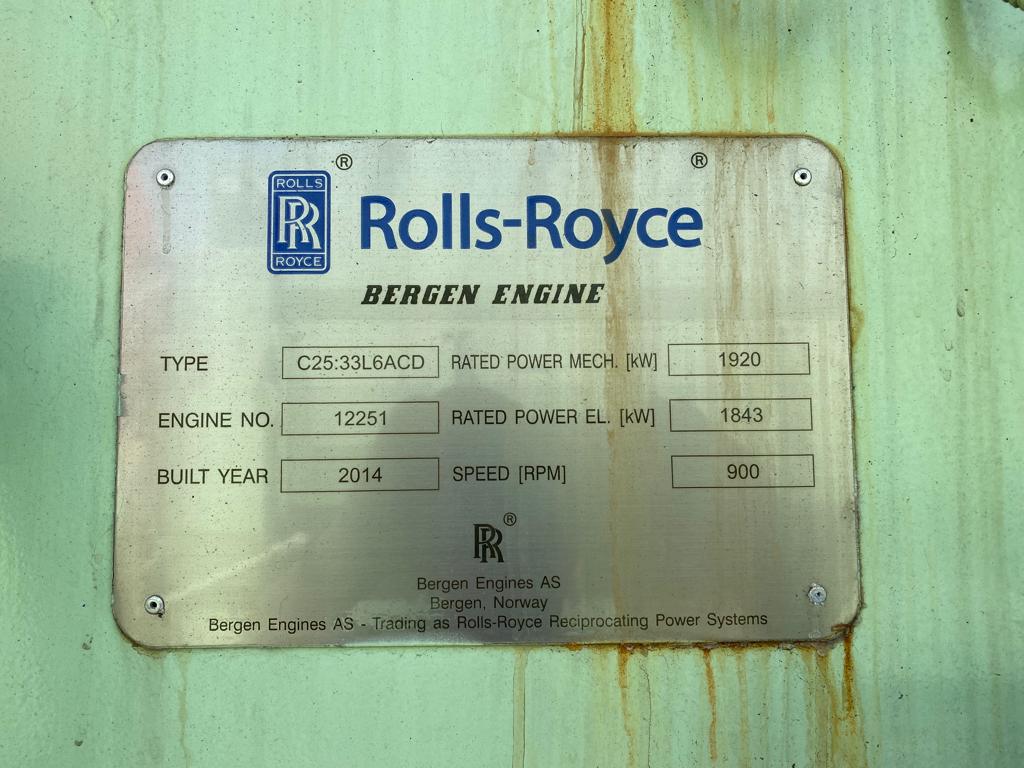 ® ®
ROLLS
RR
ROYCE
Rolls-Royce
BERGEN ENGINE
TYPE C25:33L6ACD RATED POWER MECH. [kW] 1920
ENGINE NO. 12251 RATED POWER EL. [kW] 1843
BUILT YEAR 2014 SPEED [RPM] 900
RR®
Bergen Engines AS
Bergen, Norway
Bergen Engines AS - Trading as Rolls-Royce Reciprocating Power Systems